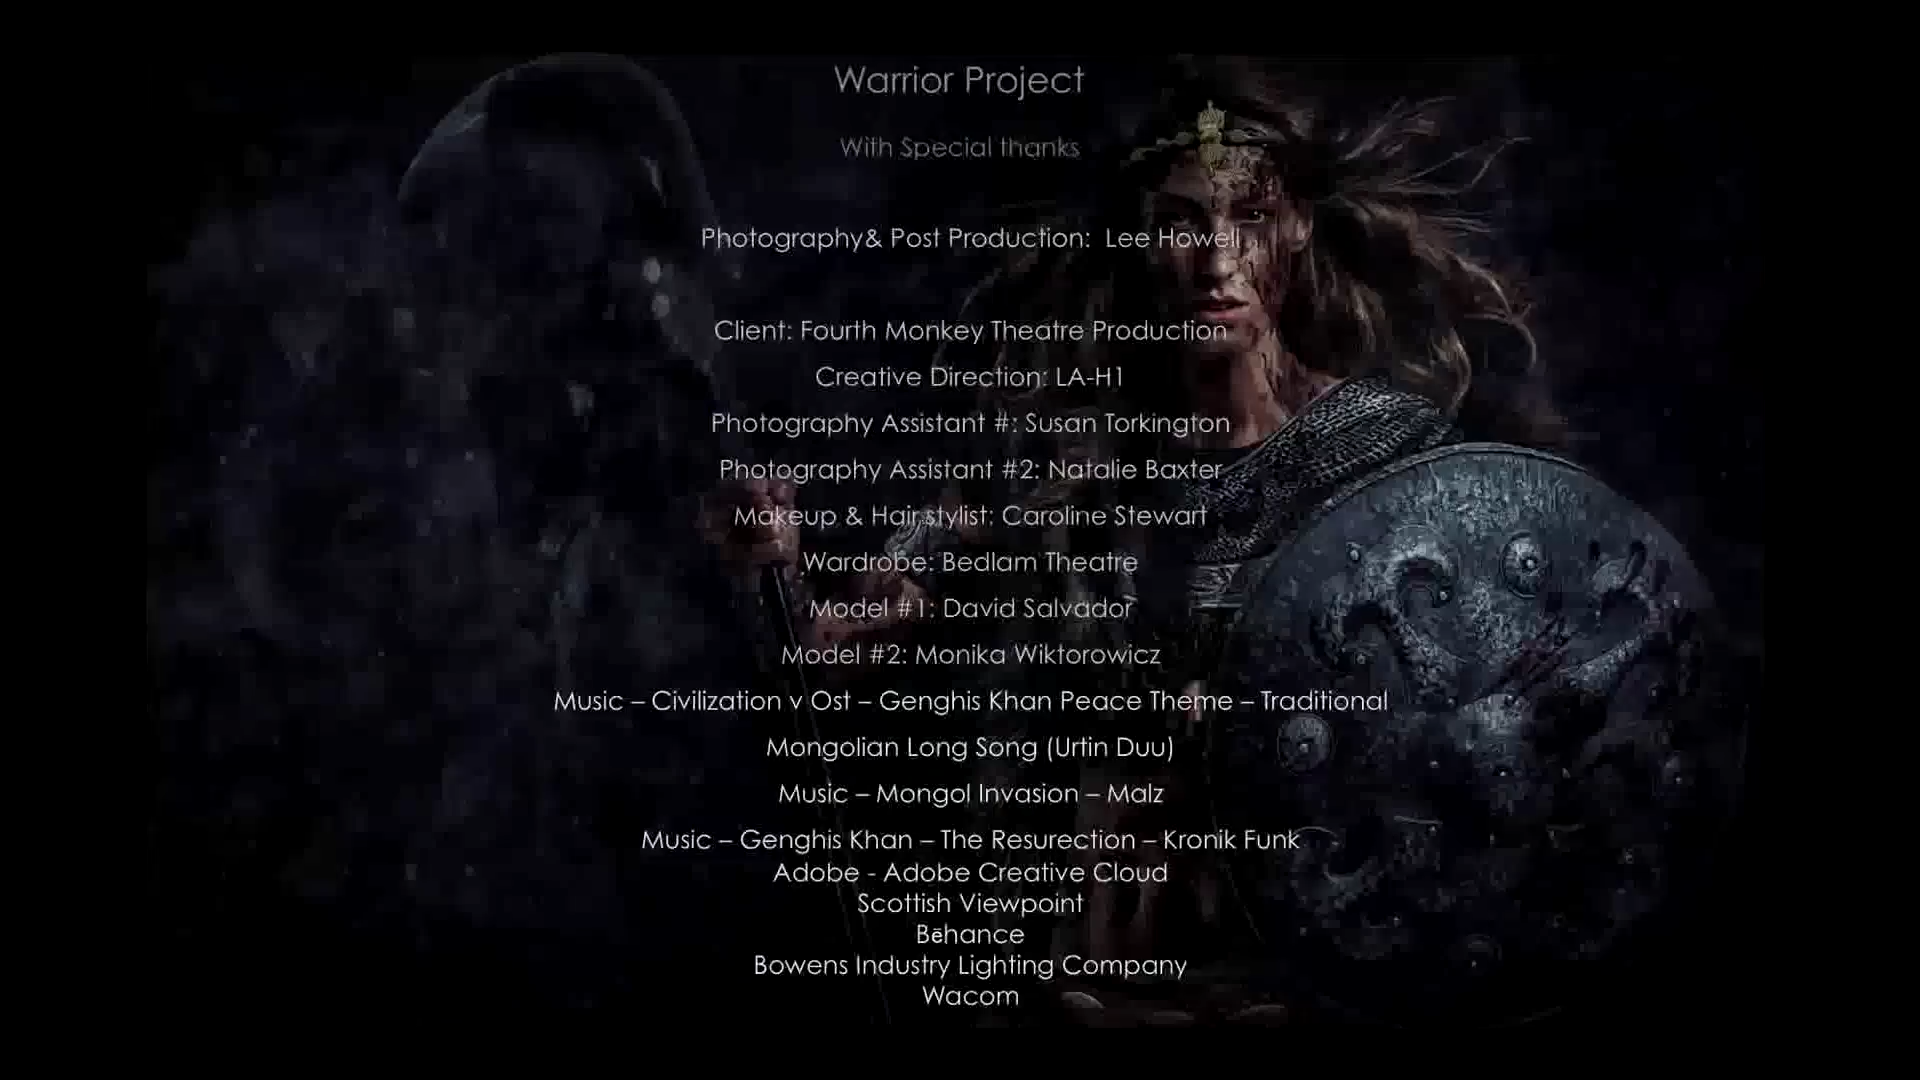 Warrior Project
With Special thanks
Photography& Post Production: Lee Howell
Client: Fourth Monkey Theatre Production
Creative Direction: LA-H1
Photography Assistant #: Susan Torkington
Photography Assistant #2: Natalie Baxter
Makeup & Hair stylist: Caroline Stewart
Wardrobe: Bedlam Theatre
Model #1: David Salvador
Model #2: Monika Wiktorowicz
Music – Civilization v Ost – Genghis Khan Peace Theme – Traditional
Mongolian Long Song (Urtin Duu)
Music – Mongol Invasion – Malz
Music – Genghis Khan – The Resurection – Kronik Funk
Adobe - Adobe Creative Cloud
Scottish Viewpoint
Bēhance
Bowens Industry Lighting Company
Wacom